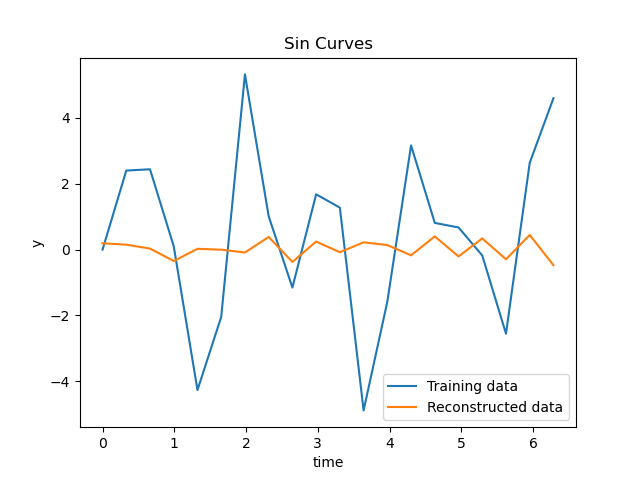 Sin Curves
y
4
2
0
−2
−4
0 1 2 3 4 5 6
time
Training data
Reconstructed data